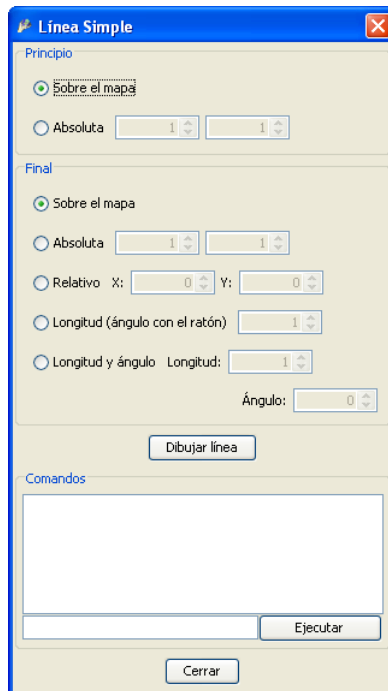 Línea Simple
Principio
Sobre el mapa
Absoluta 1 1
Final
Sobre el mapa
Absoluta 1 1
Relativo X: 0 Y: 0
Longitud (ángulo con el ratón) 1
Longitud y ángulo Longitud: 1
Ángulo: 0
Dibujar línea
Comandos
Ejecutar
Cerrar